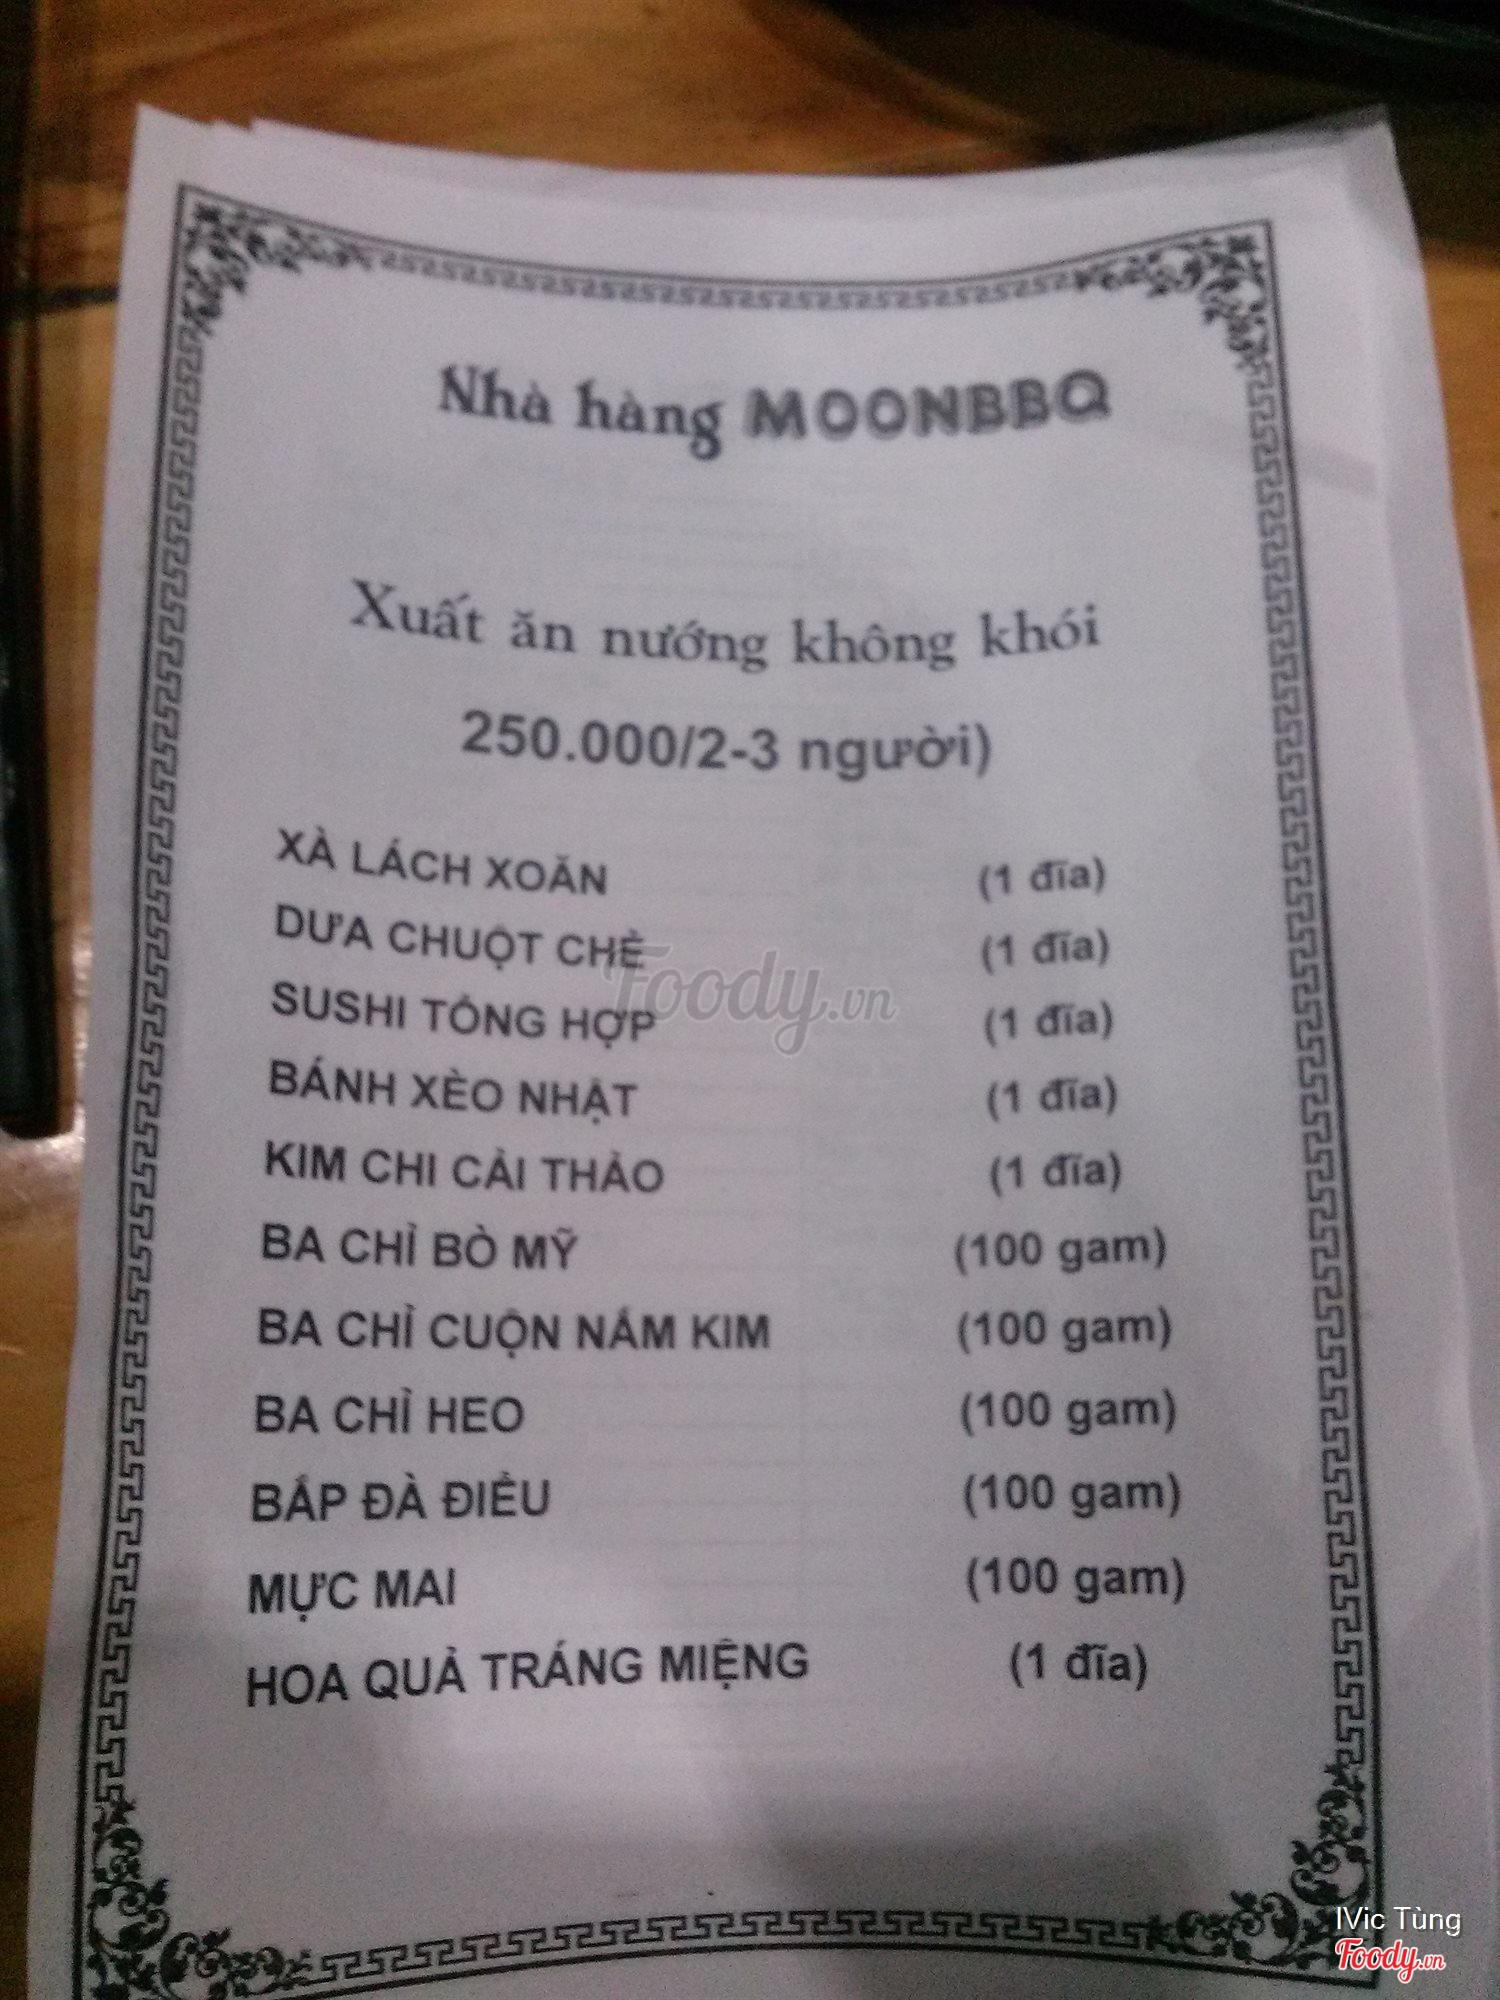 Nhà hàng MOONBBQ
Xuất ăn nướng không khói
250.000/2-3 người)
XÀ LÁCH XOĂN (1 đĩa)
DƯA CHUỘT CHẺ (1 đĩa)
SUSHI TỔNG HỢP (1 đĩa)
BÁNH XÈO NHẬT (1 đĩa)
KIM CHI CẢI THẢO (1 đĩa)
BA CHỈ BÒ MỸ (100 gam)
BA CHỈ CUỘN NẤM KIM (100 gam)
BA CHỈ HEO (100 gam)
BẮP ĐÀ ĐIỂU (100 gam)
MỰC MAI (100 gam)
HOA QUẢ TRÁNG MIỆNG (1 đĩa)
Foody.vn
IVic Tùng
Foody.vn